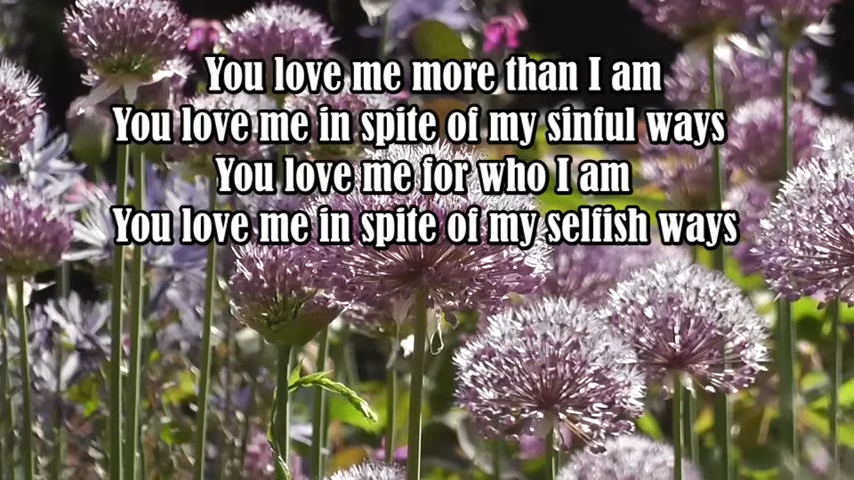 You love me more than I am
You love me in spite of my sinful ways
You love me for who I am
You love me in spite of my selfish ways